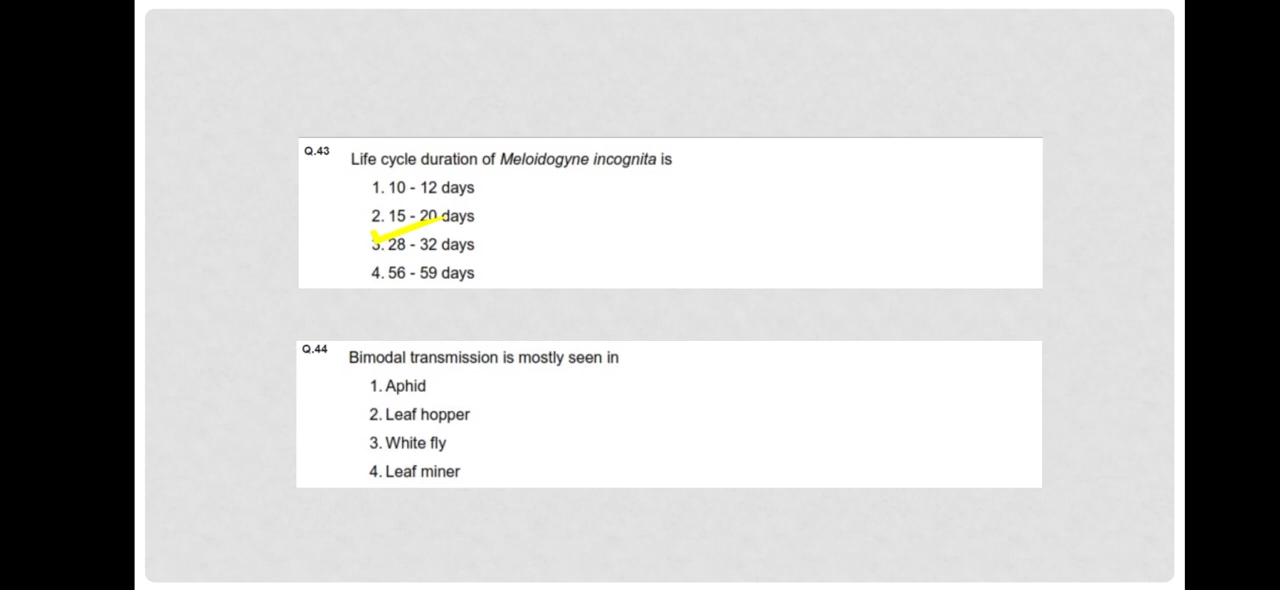 Q.43
Life cycle duration of Meloidogyne incognita is
1. 10 - 12 days
2. 15 - 20 days
3. 28 - 32 days
4. 56 - 59 days
Q.44
Bimodal transmission is mostly seen in
1. Aphid
2. Leaf hopper
3. White fly
4. Leaf miner